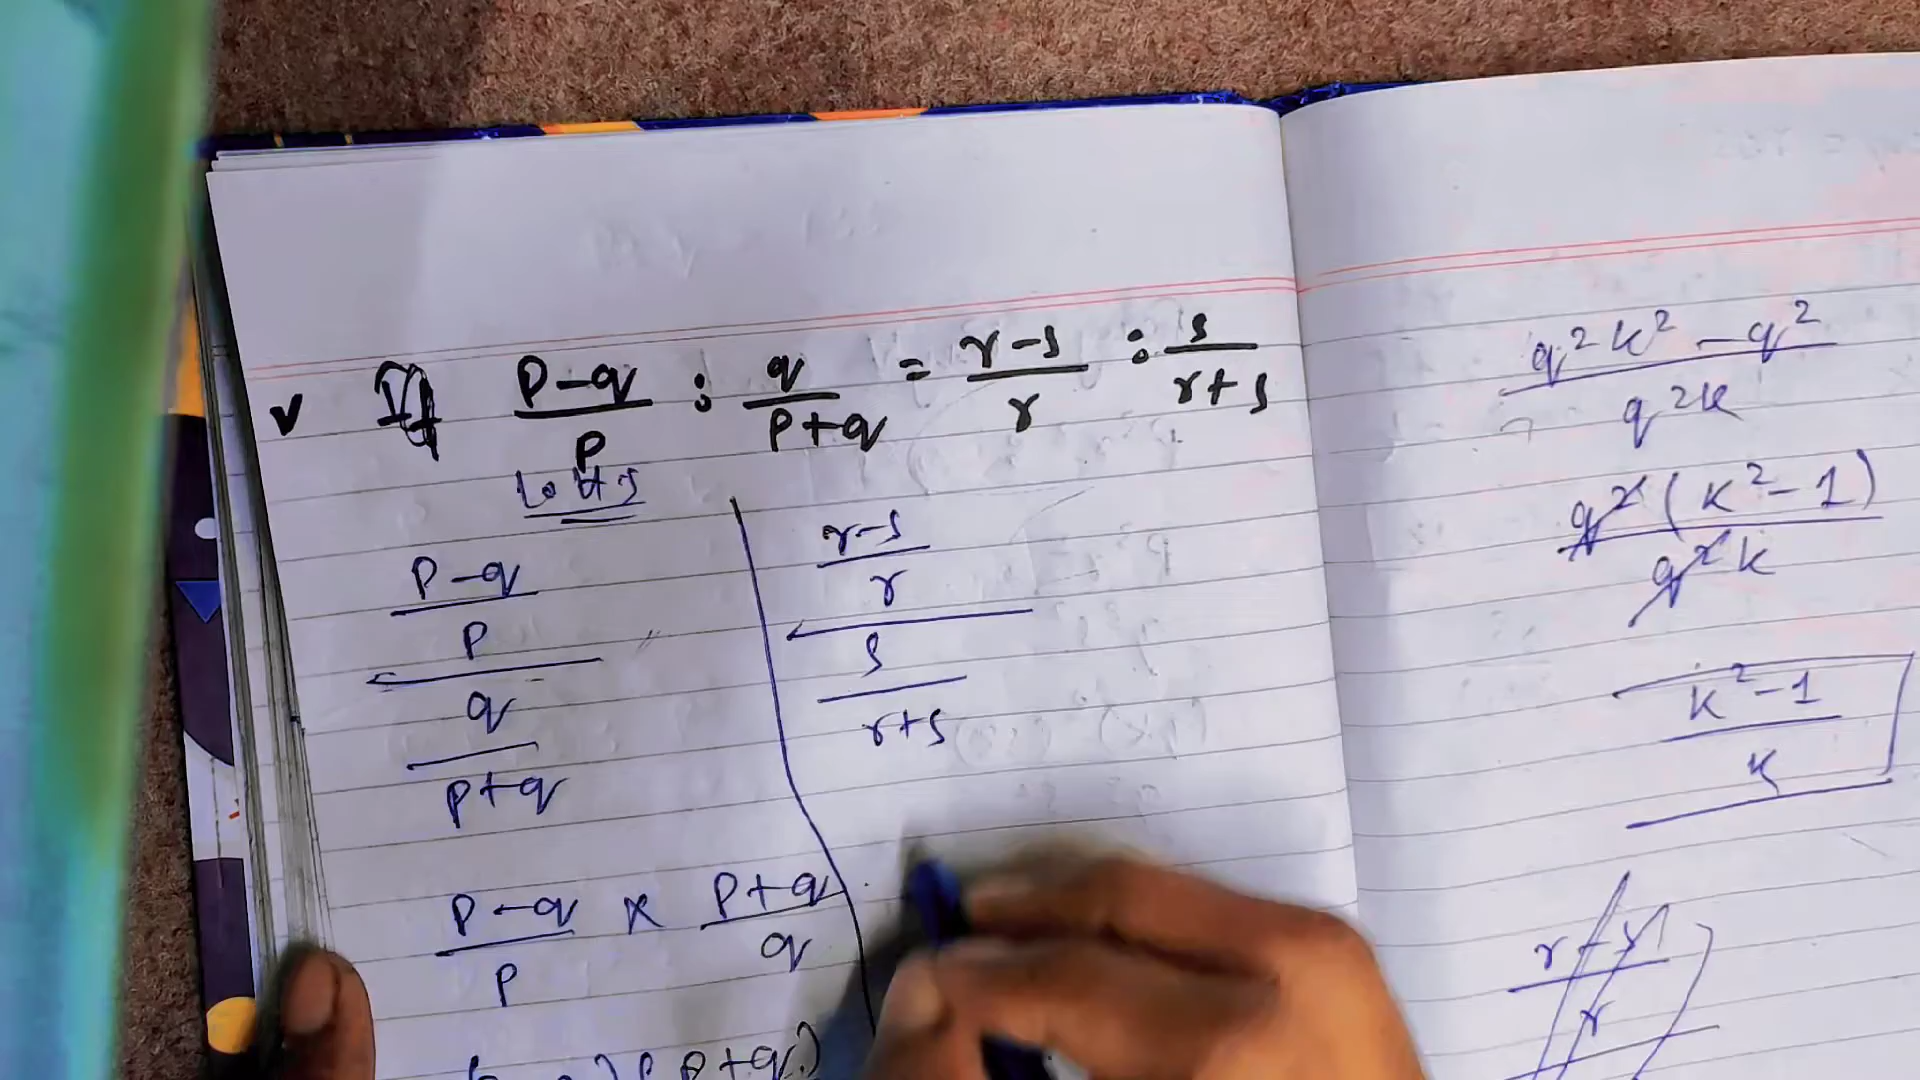 v If (p-q)/p : q/(p+q) = (r-s)/r : s/(r+s)
L·H·S
((p-q)/p)/(q/(p+q))
((r-s)/r)/(s/(r+s))
(p-q)/p × (p+q)/q
(p+q)
(q²k² - q²)/(q²k)
q²(k² - 1)/(q²k)
(k² - 1)/k